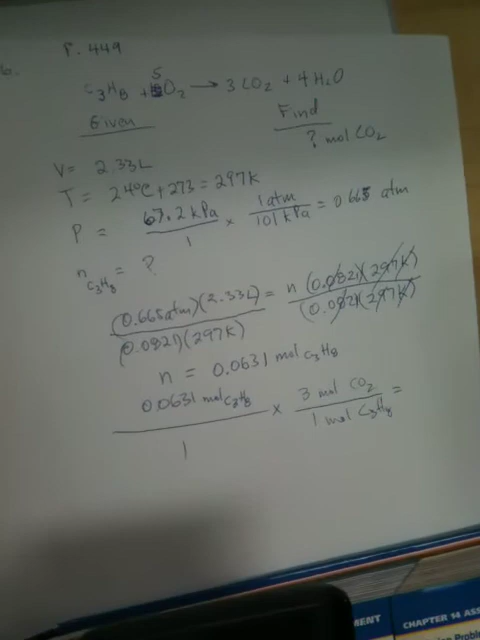 P. 449
6.
C3H8 + 5O2 → 3CO2 + 4H2O
Given
Find
? mol CO2
V = 2.33L
T = 24°C + 273 = 297K
P = 67.2 kPa / 1 × 1 atm / 101 kPa = 0.665 atm
n C3H8 = ?
(0.665atm)(2.33L) / (0.0821)(297K) = n (0.0821)(297K) / (0.0821)(297K)
n = 0.0631 mol C3H8
0.0631 mol C3H8 / 1 × 3 mol CO2 / 1 mol C3H8 =
MENT
CHAPTER 14 ASS